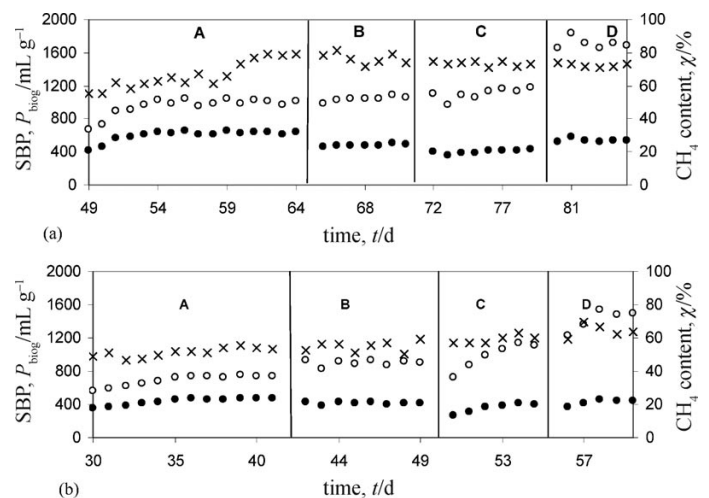 SBP, P_biog/mL g⁻¹
2000
1600
1200
800
400
0
A
B
C
D
100
80
60
40
20
0
CH₄ content, χ/%
49 54 59 64 68 72 77 81
(a)
time, t/d
SBP, P_biog/mL g⁻¹
2000
1600
1200
800
400
0
A
B
C
D
100
80
60
40
20
0
CH₄ content, χ/%
30 35 40 44 49 53 57
(b)
time, t/d